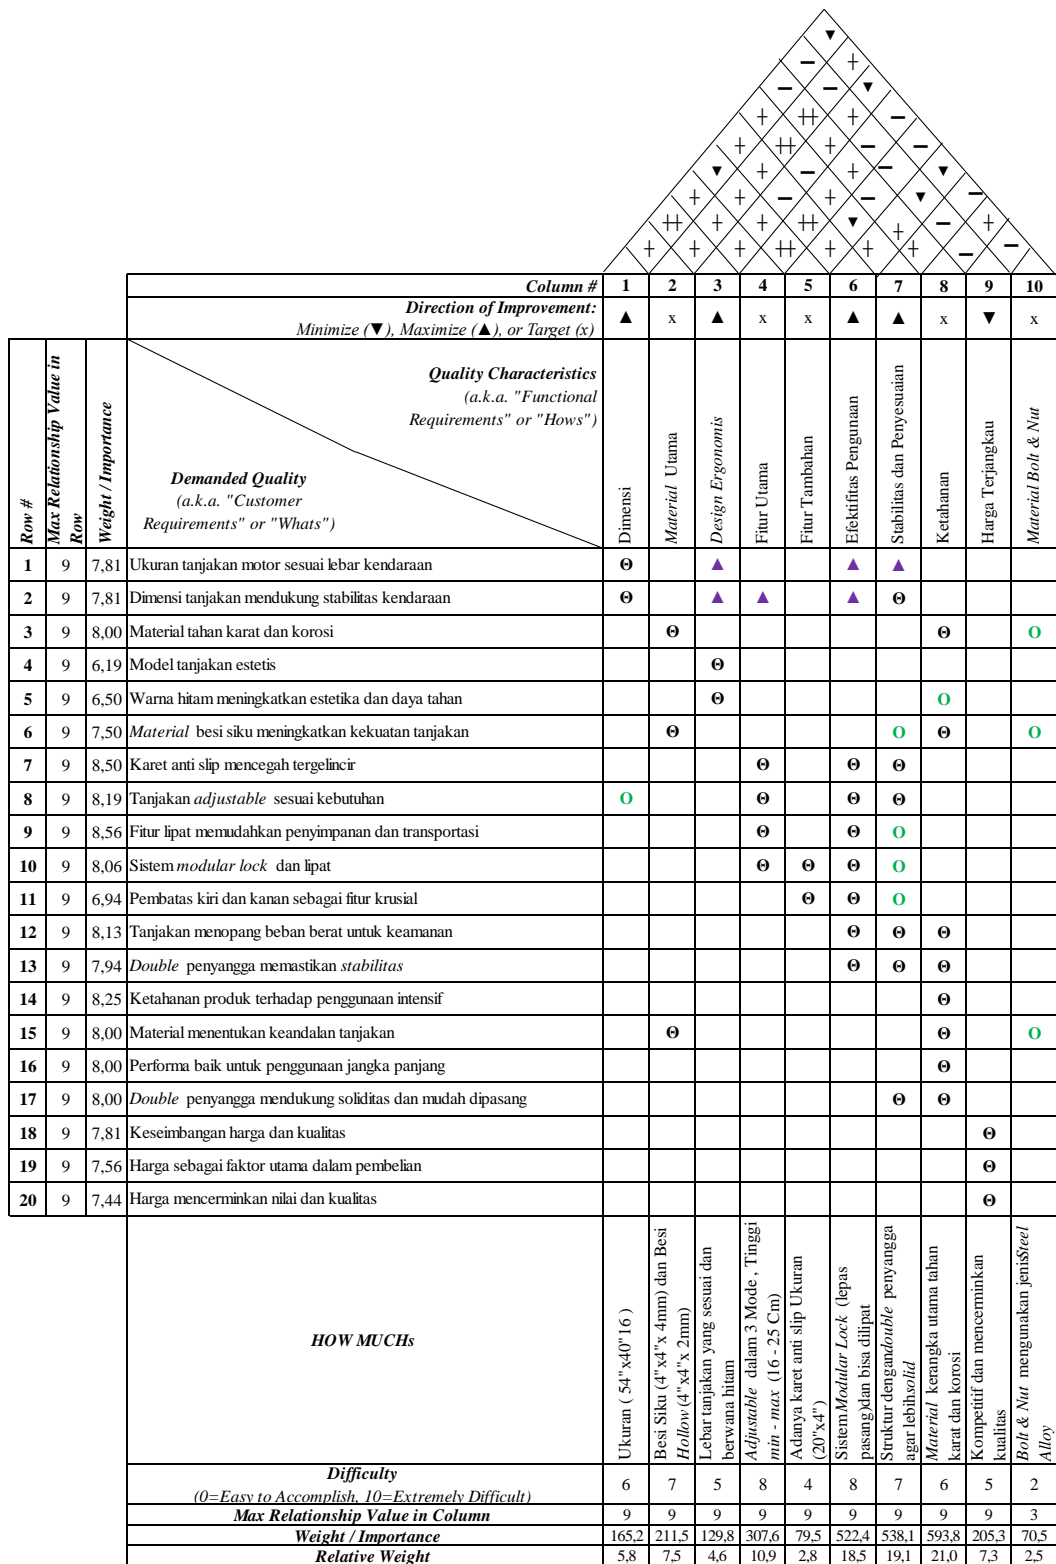 Column # 1 2 3 4 5 6 7 8 9 10
Direction of Improvement:
Minimize (▼), Maximize (▲), or Target (x) ▲ x ▲ x x ▲ ▲ x ▼ x
Row #
Max Relationship Value in
Row
Weight / Importance
Quality Characteristics
(a.k.a. "Functional
Requirements" or "Hows")
Demanded Quality
(a.k.a. "Customer
Requirements" or "Whats")
Dimensi
Material Utama
Design Ergonomis
Fitur Utama
Fitur Tambahan
Efektifitas Pengunaan
Stabilitas dan Penyesuaian
Ketahanan
Harga Terjangkau
Material Bolt & Nut
1 9 7,81 Ukuran tanjakan motor sesuai lebar kendaraan Θ ▲ ▲ ▲
2 9 7,81 Dimensi tanjakan mendukung stabilitas kendaraan Θ ▲ ▲ ▲ Θ
3 9 8,00 Material tahan karat dan korosi Θ Θ O
4 9 6,19 Model tanjakan estetis Θ
5 9 6,50 Warna hitam meningkatkan estetika dan daya tahan Θ O
6 9 7,50 Material besi siku meningkatkan kekuatan tanjakan Θ O Θ O
7 9 8,50 Karet anti slip mencegah tergelincir Θ Θ Θ
8 9 8,19 Tanjakan adjustable sesuai kebutuhan O Θ Θ Θ
9 9 8,56 Fitur lipat memudahkan penyimpanan dan transportasi Θ Θ O
10 9 8,06 Sistem modular lock dan lipat Θ Θ Θ O
11 9 6,94 Pembatas kiri dan kanan sebagai fitur krusial Θ Θ O
12 9 8,13 Tanjakan menopang beban berat untuk keamanan Θ Θ Θ
13 9 7,94 Double penyangga memastikan stabilitas Θ Θ Θ
14 9 8,25 Ketahanan produk terhadap penggunaan intensif Θ
15 9 8,00 Material menentukan keandalan tanjakan Θ Θ O
16 9 8,00 Performa baik untuk penggunaan jangka panjang Θ
17 9 8,00 Double penyangga mendukung soliditas dan mudah dipasang Θ Θ
18 9 7,81 Keseimbangan harga dan kualitas Θ
19 9 7,56 Harga sebagai faktor utama dalam pembelian Θ
20 9 7,44 Harga mencerminkan nilai dan kualitas Θ
HOW MUCHs
Ukuran ( 54"x40"16 )
Besi Siku (4"x4"x 4mm) dan Besi
Hollow (4"x4"x 2mm)
Lebar tanjakan yang sesuai dan
berwana hitam
Adjustable dalam 3 Mode , Tinggi
min - max (16 - 25 Cm)
Adanya karet anti slip Ukuran
(20"x4")
Sistem Modular Lock (lepas
pasang)dan bisa dilipat
Struktur dengandouble penyangga
agar lebihsolid
Material kerangka utama tahan
karat dan korosi
Kompetitif dan mencerminkan
kualitas
Bolt & Nut mengunakan jenisSteel
Alloy
Difficulty
(0=Easy to Accomplish, 10=Extremely Difficult) 6 7 5 8 4 8 7 6 5 2
Max Relationship Value in Column 9 9 9 9 9 9 9 9 9 3
Weight / Importance 165,2 211,5 129,8 307,6 79,5 522,4 538,1 593,8 205,3 70,5
Relative Weight 5,8 7,5 4,6 10,9 2,8 18,5 19,1 21,0 7,3 2,5